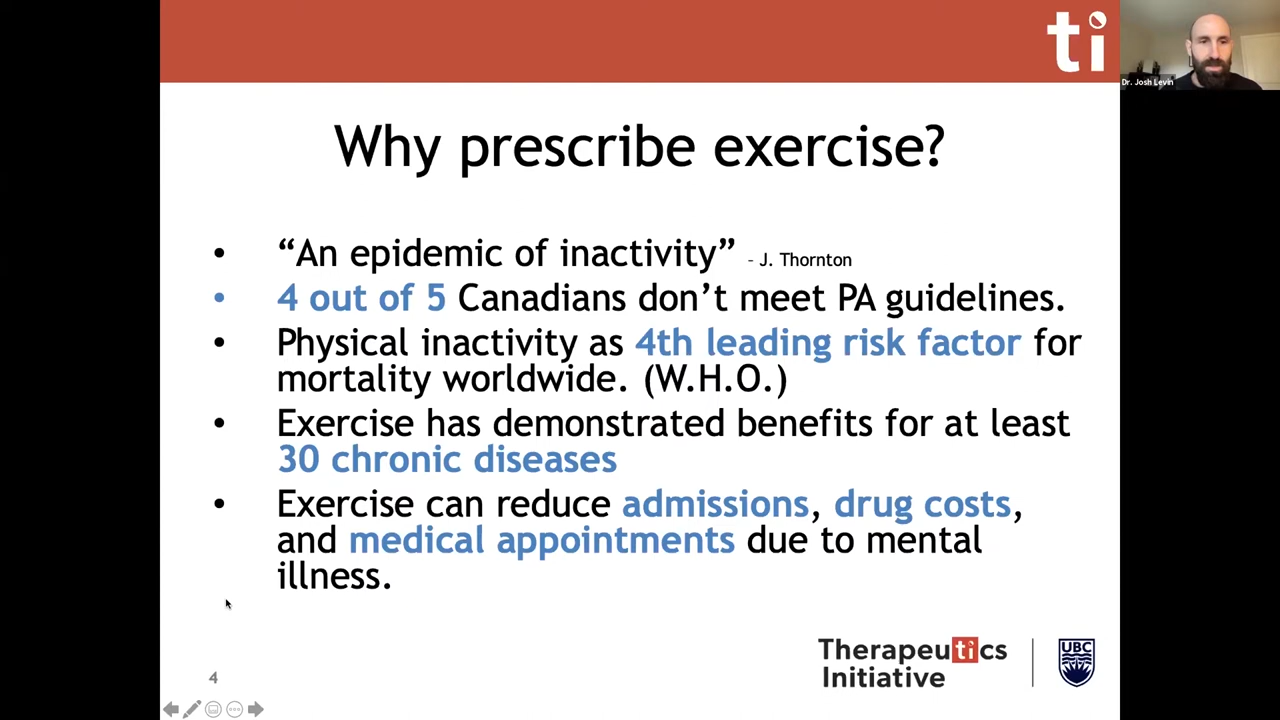 ti
Dr. Josh Levin
Why prescribe exercise?
• “An epidemic of inactivity” - J. Thornton
• 4 out of 5 Canadians don’t meet PA guidelines.
• Physical inactivity as 4th leading risk factor for
mortality worldwide. (W.H.O.)
• Exercise has demonstrated benefits for at least
30 chronic diseases
• Exercise can reduce admissions, drug costs,
and medical appointments due to mental
illness.
Therapeutics
Initiative
UBC
4